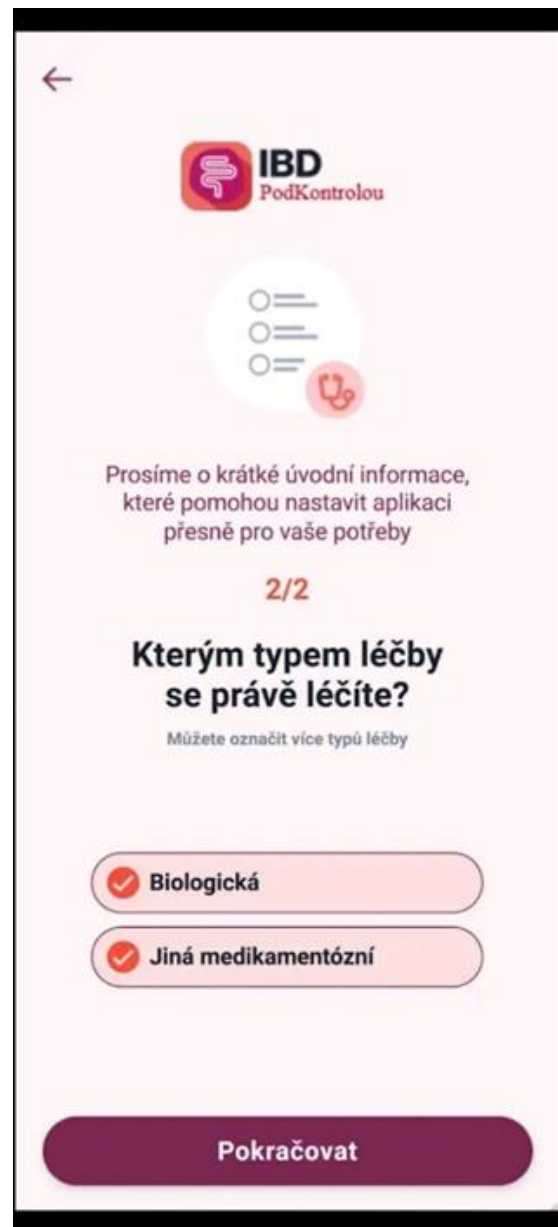 IBD
PodKontrolou
Prosíme o krátké úvodní informace,
které pomohou nastavit aplikaci
přesně pro vaše potřeby
2/2
Kterým typem léčby
se právě léčíte?
Můžete označit více typů léčby
Biologická
Jiná medikamentózní
Pokračovat